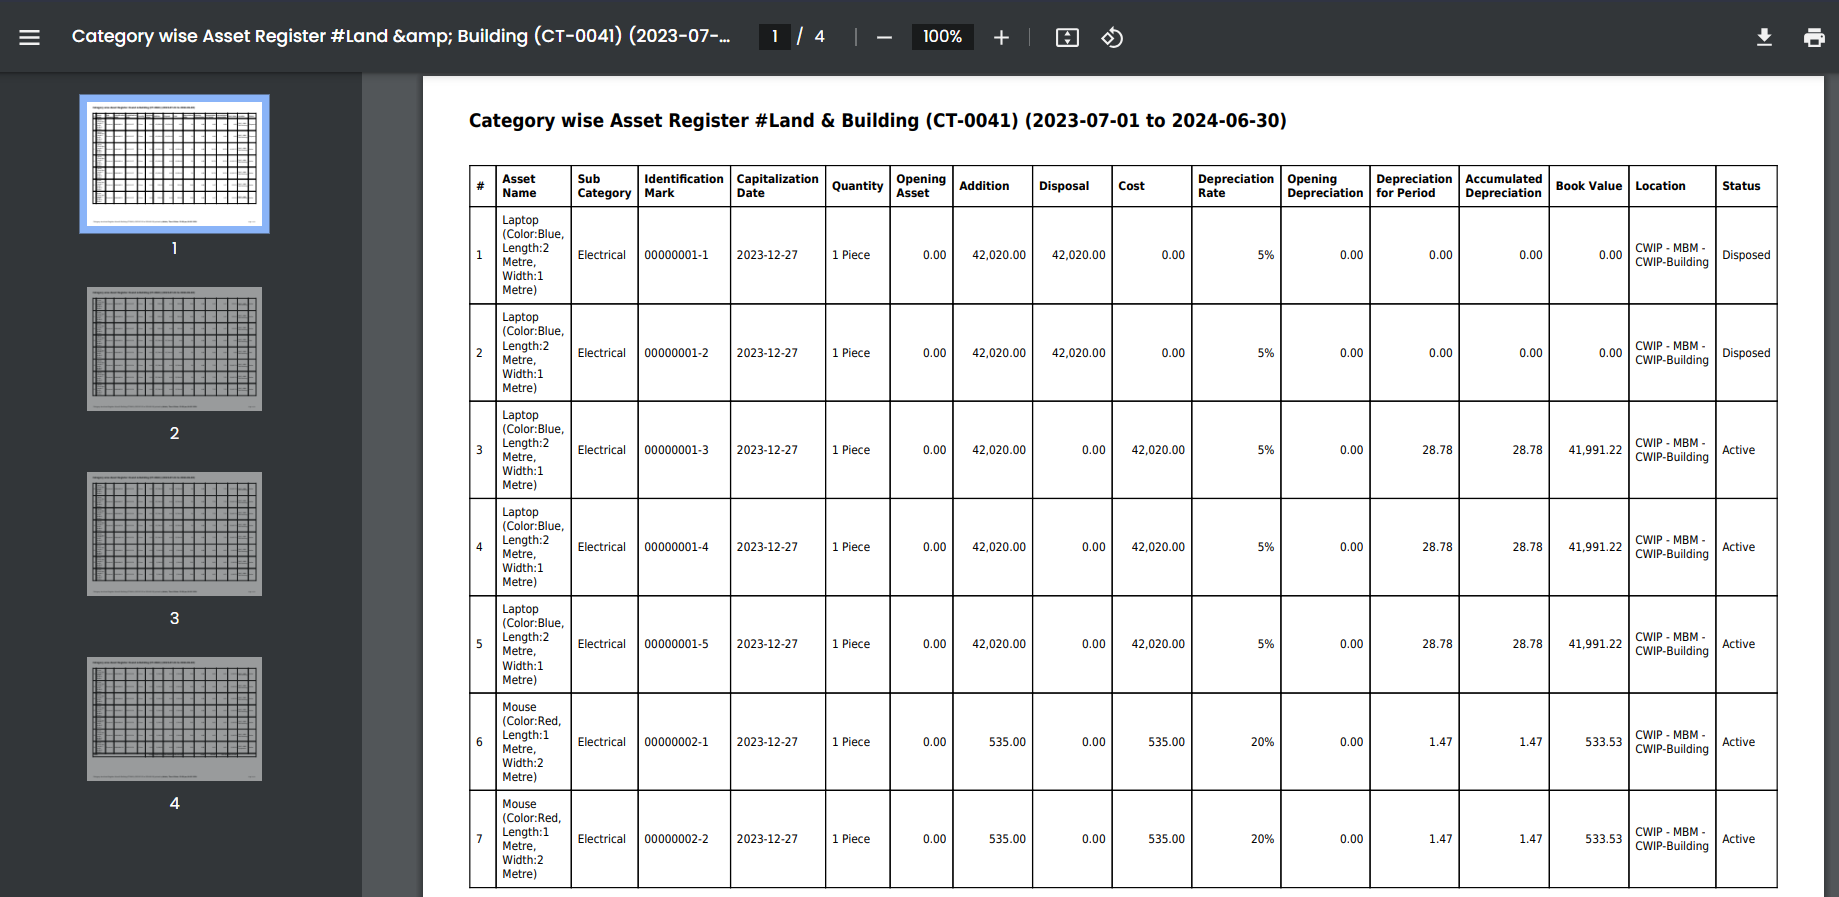 Category wise Asset Register #Land &amp; Building (CT-0041) (2023-07-...
1 / 4
100%
1
2
3
4
Category wise Asset Register #Land & Building (CT-0041) (2023-07-01 to 2024-06-30)
# Asset Name Sub Category Identification Mark Capitalization Date Quantity Opening Asset Addition Disposal Cost Depreciation Rate Opening Depreciation Depreciation for Period Accumulated Depreciation Book Value Location Status
1 Laptop (Color:Blue, Length:2 Metre, Width:1 Metre) Electrical 00000001-1 2023-12-27 1 Piece 0.00 42,020.00 42,020.00 0.00 5% 0.00 0.00 0.00 0.00 CWIP - MBM - CWIP-Building Disposed
2 Laptop (Color:Blue, Length:2 Metre, Width:1 Metre) Electrical 00000001-2 2023-12-27 1 Piece 0.00 42,020.00 42,020.00 0.00 5% 0.00 0.00 0.00 0.00 CWIP - MBM - CWIP-Building Disposed
3 Laptop (Color:Blue, Length:2 Metre, Width:1 Metre) Electrical 00000001-3 2023-12-27 1 Piece 0.00 42,020.00 0.00 42,020.00 5% 0.00 28.78 28.78 41,991.22 CWIP - MBM - CWIP-Building Active
4 Laptop (Color:Blue, Length:2 Metre, Width:1 Metre) Electrical 00000001-4 2023-12-27 1 Piece 0.00 42,020.00 0.00 42,020.00 5% 0.00 28.78 28.78 41,991.22 CWIP - MBM - CWIP-Building Active
5 Laptop (Color:Blue, Length:2 Metre, Width:1 Metre) Electrical 00000001-5 2023-12-27 1 Piece 0.00 42,020.00 0.00 42,020.00 5% 0.00 28.78 28.78 41,991.22 CWIP - MBM - CWIP-Building Active
6 Mouse (Color:Red, Length:1 Metre, Width:2 Metre) Electrical 00000002-1 2023-12-27 1 Piece 0.00 535.00 0.00 535.00 20% 0.00 1.47 1.47 533.53 CWIP - MBM - CWIP-Building Active
7 Mouse (Color:Red, Length:1 Metre, Width:2 Metre) Electrical 00000002-2 2023-12-27 1 Piece 0.00 535.00 0.00 535.00 20% 0.00 1.47 1.47 533.53 CWIP - MBM - CWIP-Building Active